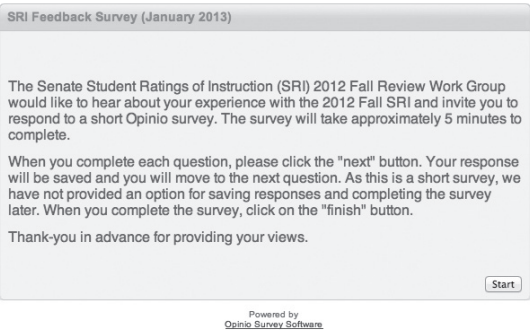 SRI Feedback Survey (January 2013)
The Senate Student Ratings of Instruction (SRI) 2012 Fall Review Work Group
would like to hear about your experience with the 2012 Fall SRI and invite you to
respond to a short Opinio survey. The survey will take approximately 5 minutes to
complete.
When you complete each question, please click the "next" button. Your response
will be saved and you will move to the next question. As this is a short survey, we
have not provided an option for saving responses and completing the survey
later. When you complete the survey, click on the "finish" button.
Thank-you in advance for providing your views.
Start
Powered by
Opinio Survey Software